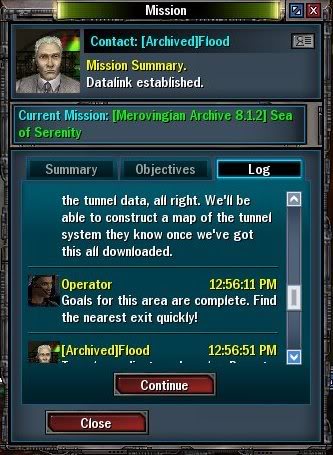 Mission
Contact: [Archived]Flood
Mission Summary.
Datalink established.
Current Mission: [Merovingian Archive 8.1.2] Sea
of Serenity
Summary
Objectives
Log
the tunnel data, all right. We'll be
able to construct a map of the tunnel
system they know once we've got
this all downloaded.
Operator 12:56:11 PM
Goals for this area are complete. Find
the nearest exit quickly!
[Archived]Flood 12:56:51 PM
Continue
Close